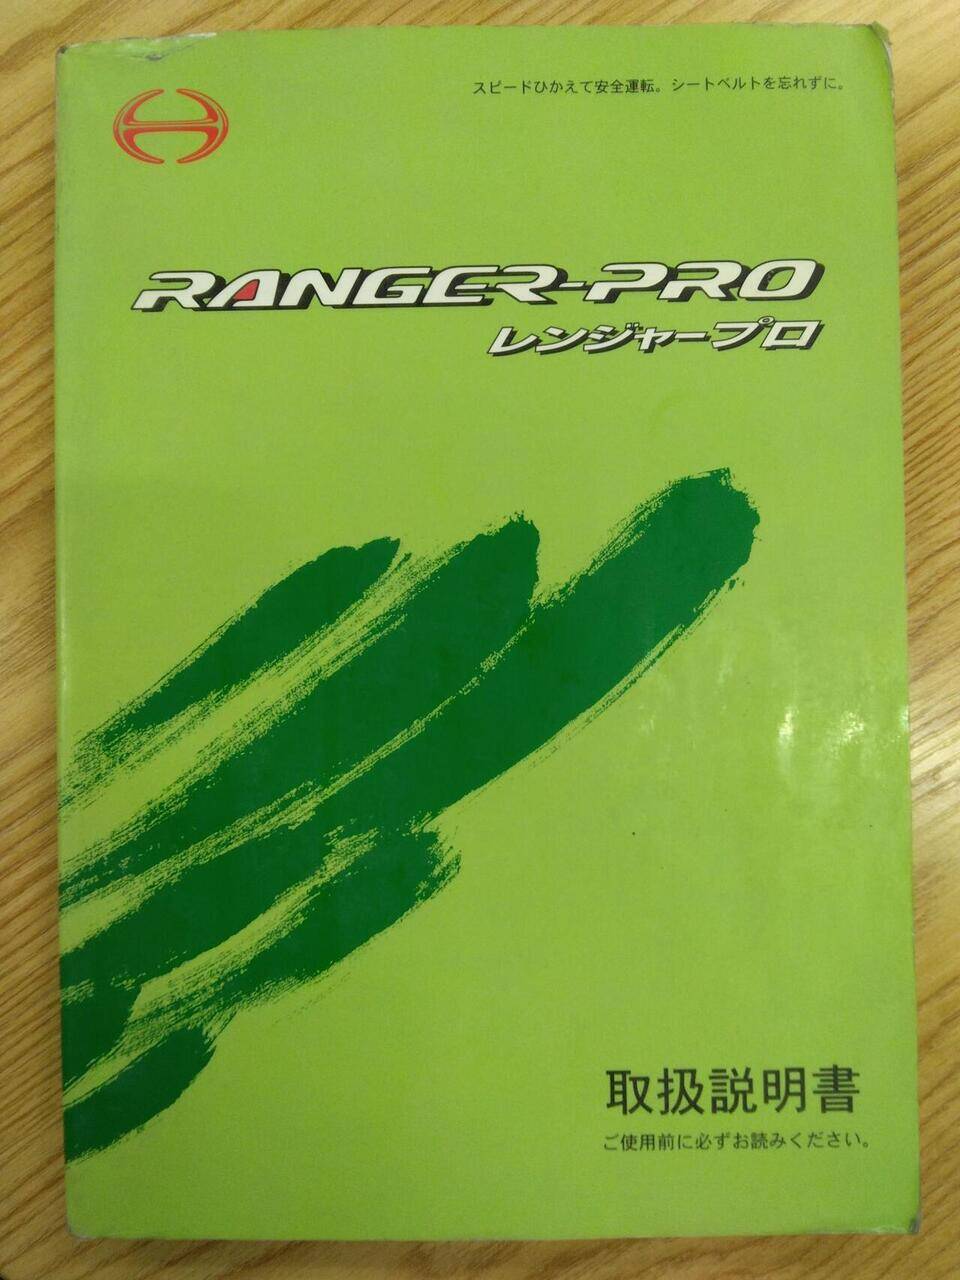 スピードひかえて安全運転。シートベルトを忘れずに。
RANGER-PRO
レンジャープロ
取扱説明書
ご使用前に必ずお読みください。